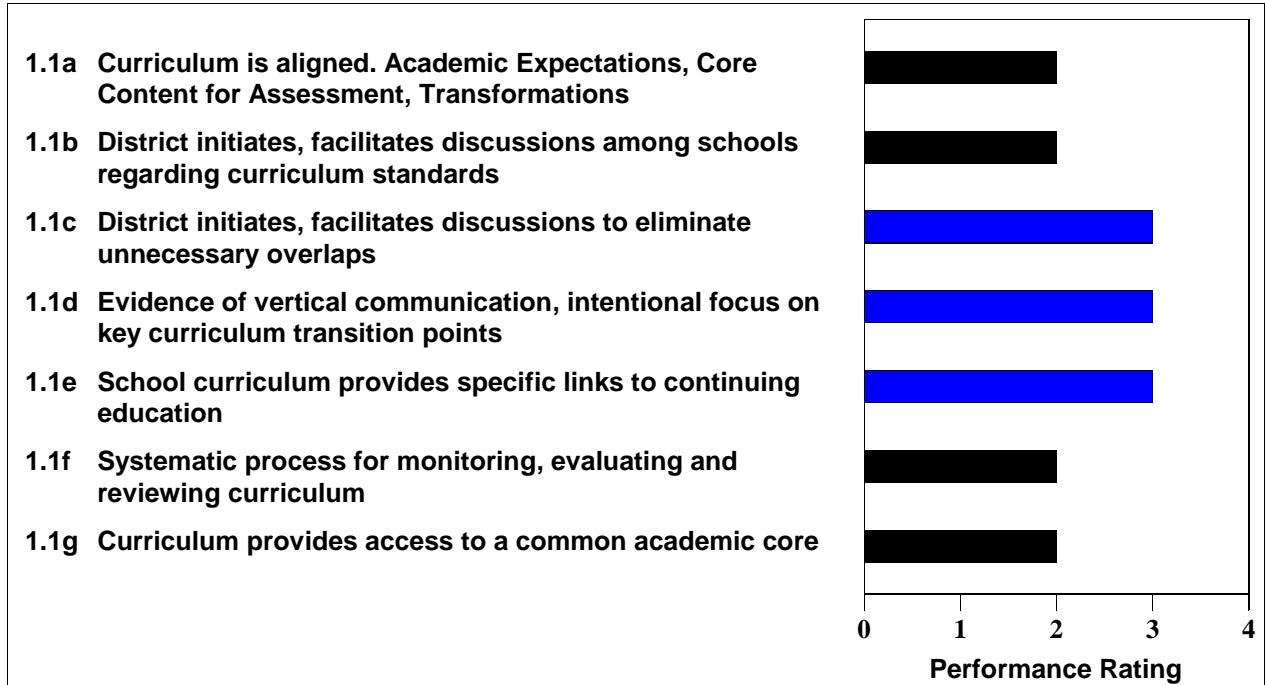 1.1a Curriculum is aligned. Academic Expectations, Core
Content for Assessment, Transformations
1.1b District initiates, facilitates discussions among schools
regarding curriculum standards
1.1c District initiates, facilitates discussions to eliminate
unnecessary overlaps
1.1d Evidence of vertical communication, intentional focus on
key curriculum transition points
1.1e School curriculum provides specific links to continuing
education
1.1f Systematic process for monitoring, evaluating and
reviewing curriculum
1.1g Curriculum provides access to a common academic core
0 1 2 3 4
Performance Rating